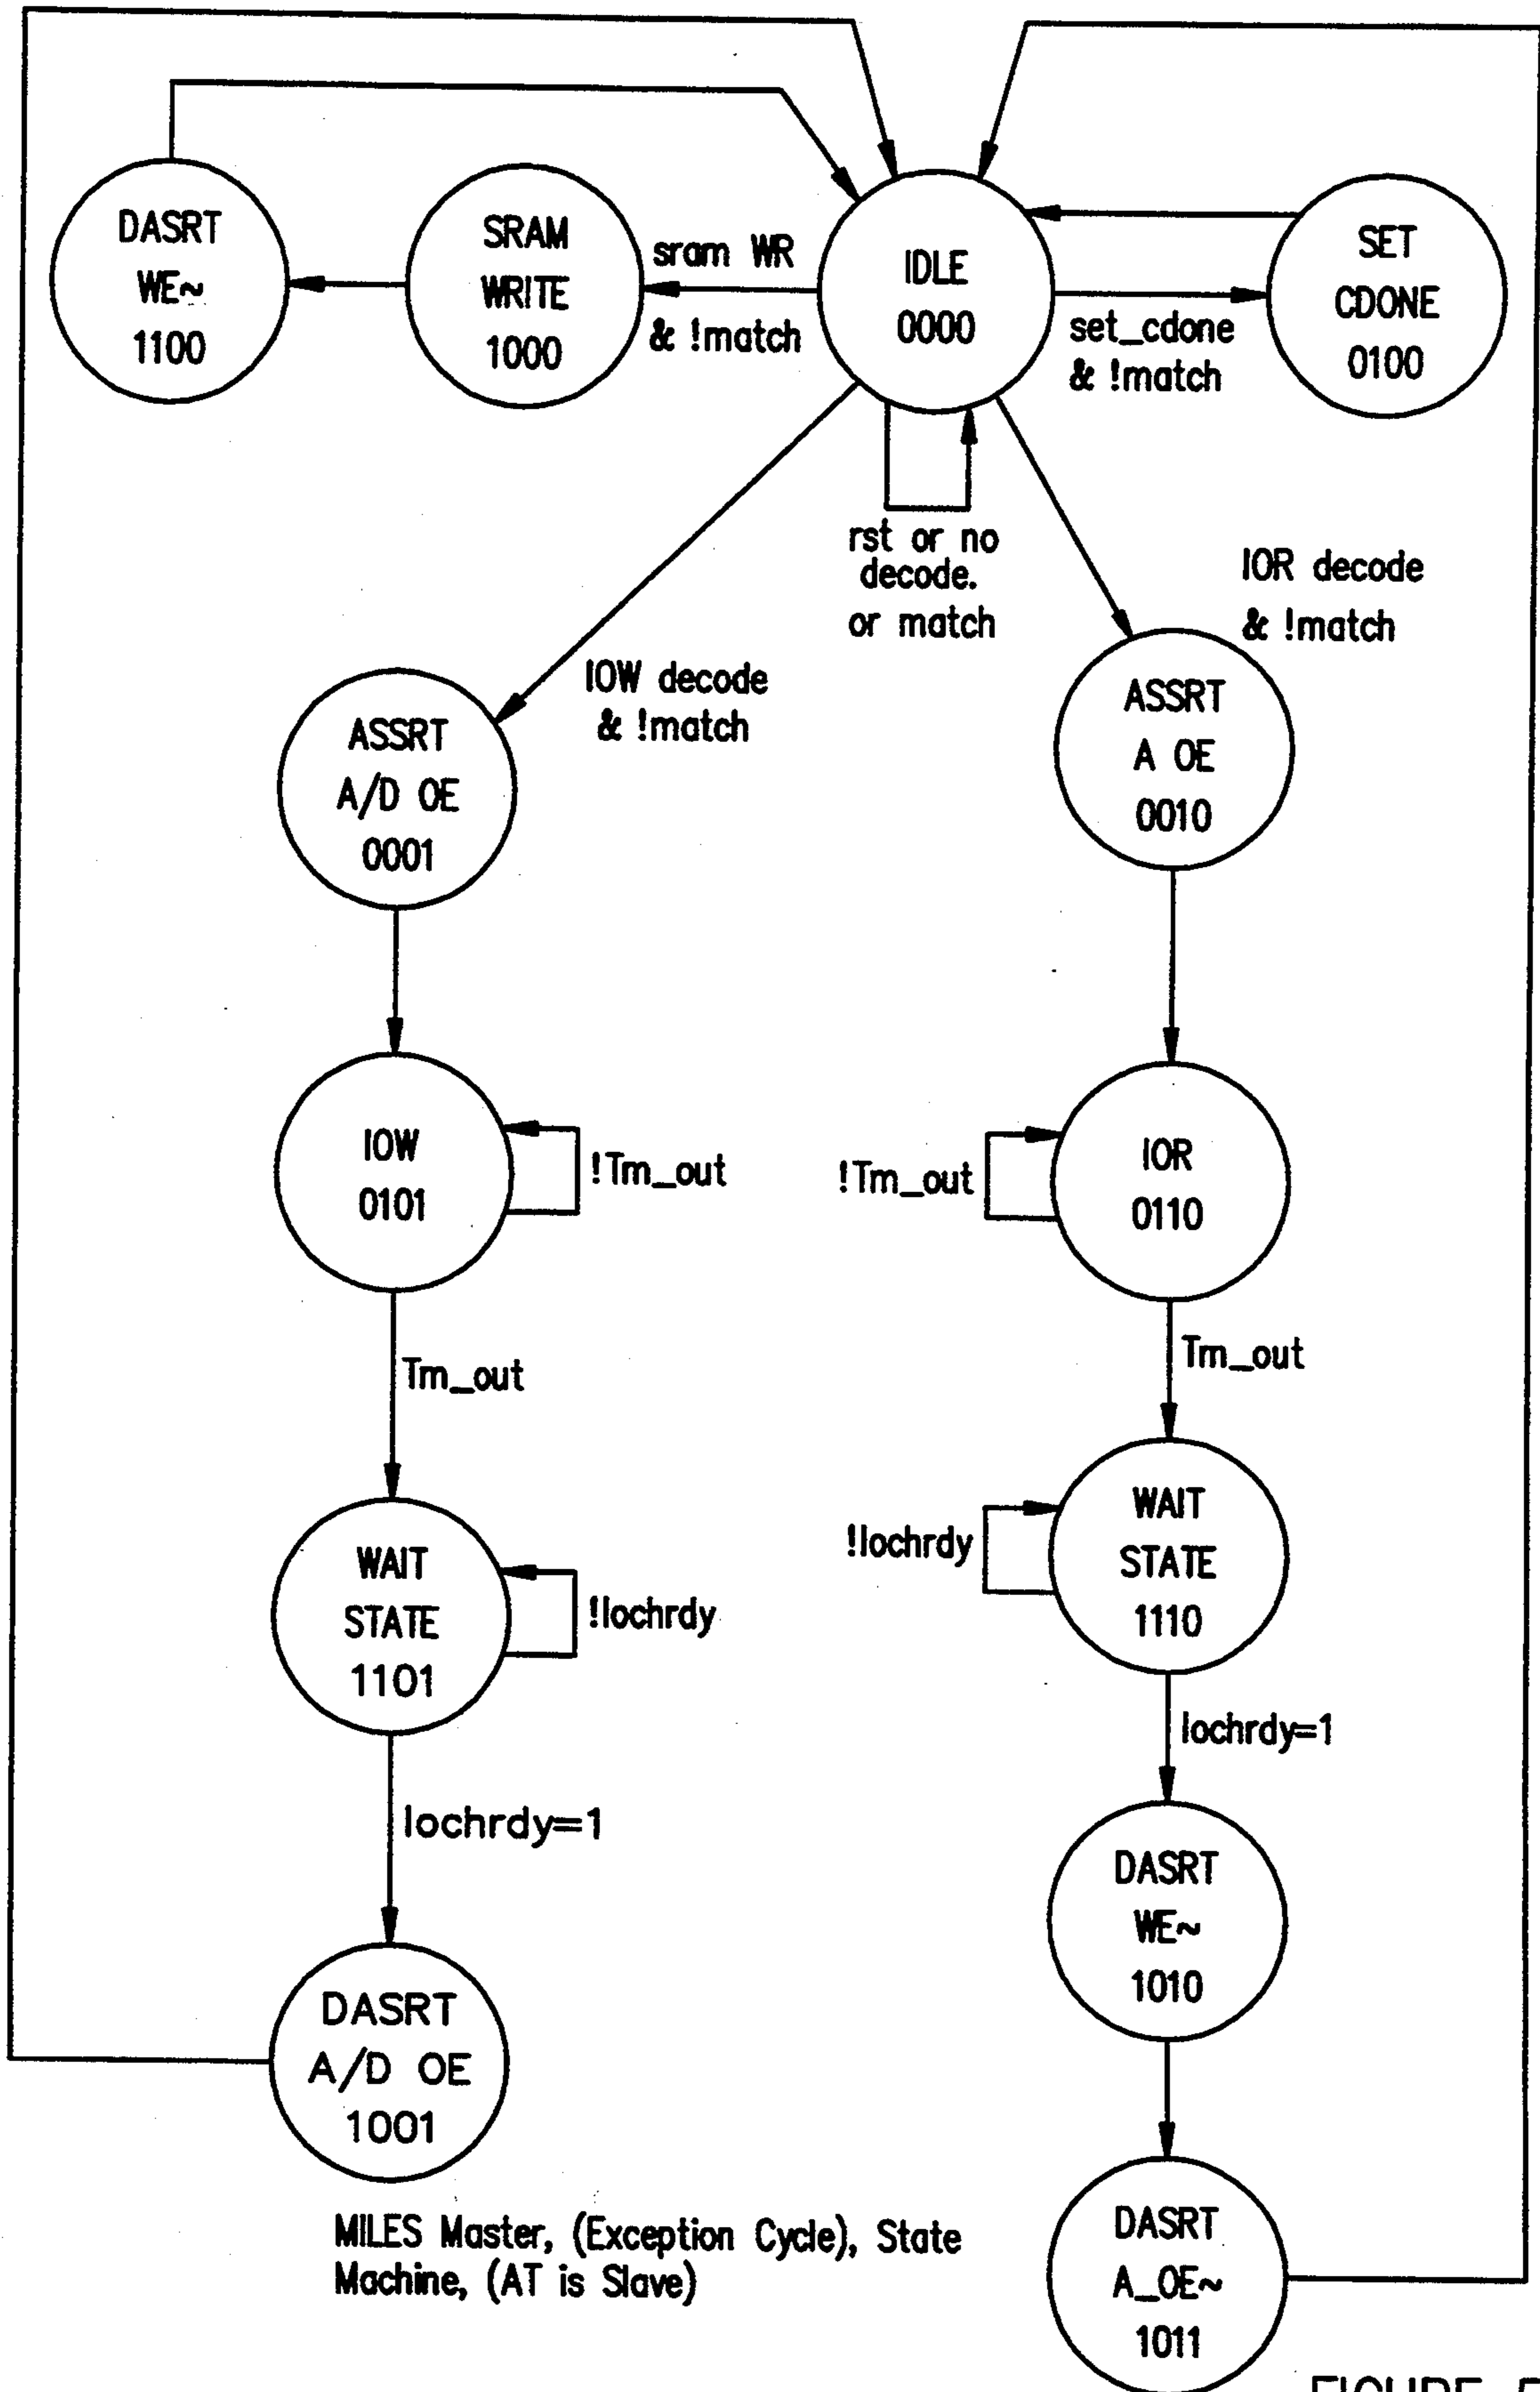 DASRT
WE~
1100
SRAM
WRITE
1000
sram WR
& !match
IDLE
0000
set_cdone
& !match
SET
CDONE
0100
rst or no
decode.
or match
IOR decode
& !match
IOW decode
& !match
ASSRT
A/D OE
0001
ASSRT
A OE
0010
IOW
0101
!Tm_out
!Tm_out
IOR
0110
Tm_out
Tm_out
WAIT
STATE
1101
!Iochrdy
!Iochrdy
WAIT
STATE
1110
Iochrdy=1
Iochrdy=1
DASRT
WE~
1010
DASRT
A/D OE
1001
DASRT
A_OE~
1011
MILES Master, (Exception Cycle), State
Machine, (AT is Slave)
FIGURE